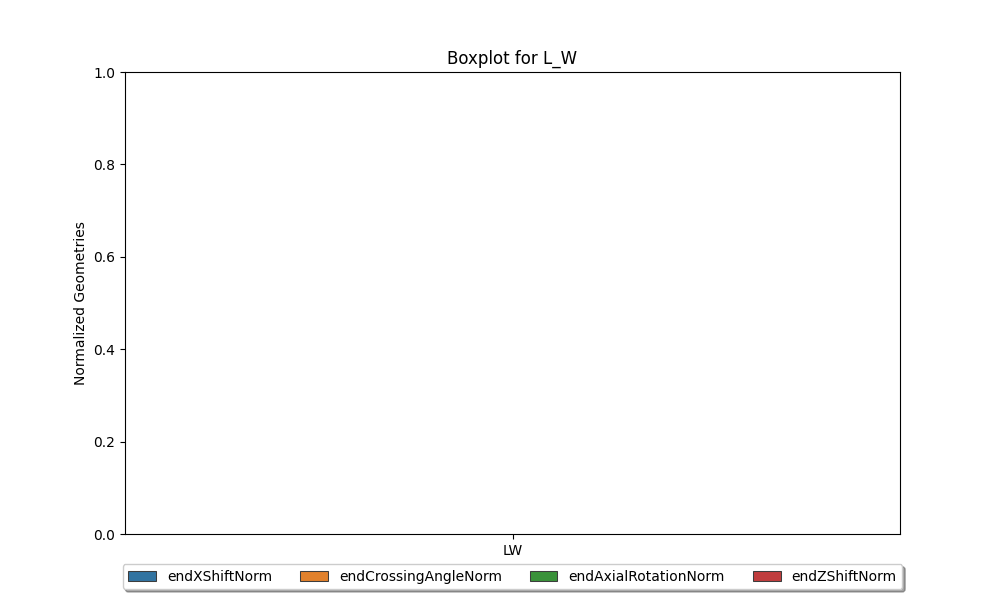 Boxplot for L_W
1.0
0.8
0.6
0.4
0.2
0.0
Normalized Geometries
LW
endXShiftNorm endCrossingAngleNorm endAxialRotationNorm endZShiftNorm